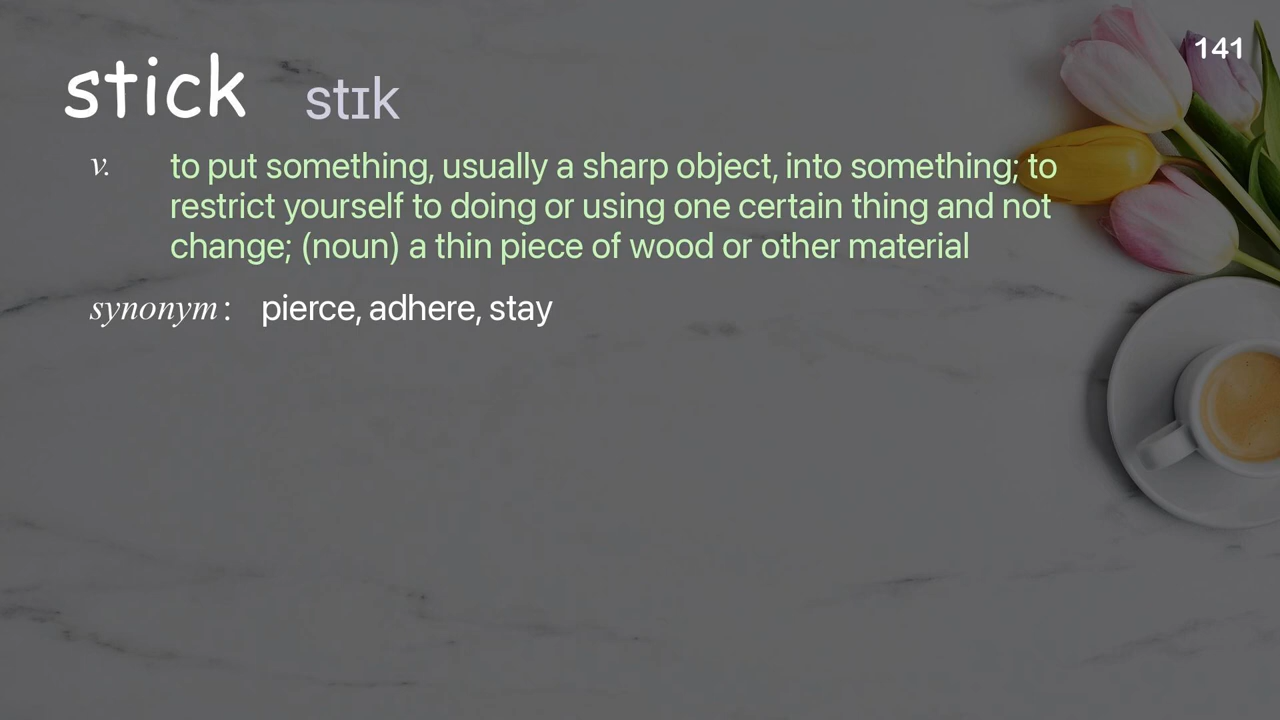 141
stick stɪk
v. to put something, usually a sharp object, into something; to
restrict yourself to doing or using one certain thing and not
change; (noun) a thin piece of wood or other material
synonym: pierce, adhere, stay